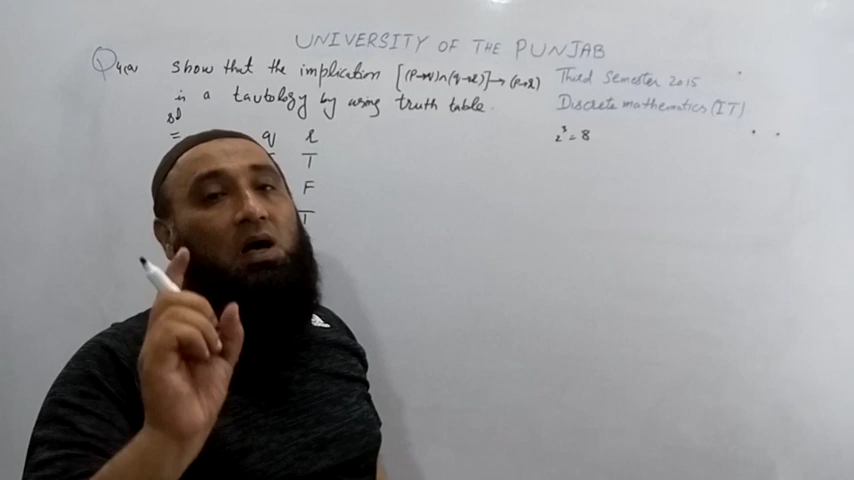 UNIVERSITY OF THE PUNJAB
Q4(a) show that the implication [(p→q)∧(q→r)]→(p→r) Third Semester 2015
is a tautology by using truth table. Discrete mathematics (IT)
sol
= q r 2³=8
T T
F
T